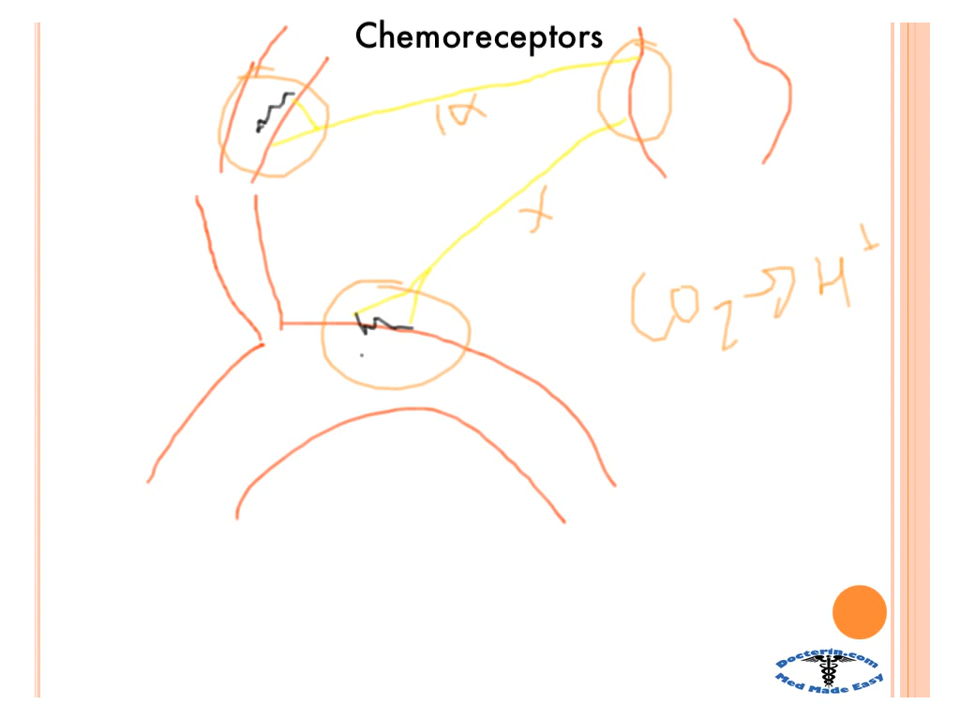 Chemoreceptors
IX
X
CO2→H+
Docterin.com
Med Made Easy